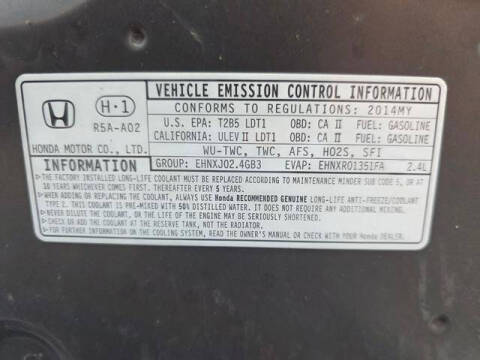 VEHICLE EMISSION CONTROL INFORMATION
H·1
R5A-A02
HONDA MOTOR CO., LTD.
CONFORMS TO REGULATIONS: 2014MY
U.S. EPA: T2B5 LDT1 OBD: CA II FUEL: GASOLINE
CALIFORNIA: ULEV II LDT1 OBD: CA II FUEL: GASOLINE
WU-TWC, TWC, AFS, HO2S, SFI
GROUP: EHNXJ02.4GB3 EVAP: EHNXR01351FA 2.4L
INFORMATION
▶THE FACTORY INSTALLED LONG-LIFE COOLANT MUST BE REPLACED ACCORDING TO MAINTENANCE MINDER SUB CODE 5, OR AT
10 YEARS WHICHEVER COMES FIRST. THEREAFTER EVERY 5 YEARS.
▶WHEN ADDING OR REPLACING THE COOLANT, ALWAYS USE Honda RECOMMENDED GENUINE LONG-LIFE ANTI-FREEZE/COOLANT
TYPE 2. THIS COOLANT IS PRE-MIXED WITH 50% DISTILLED WATER. IT DOES NOT REQUIRE ANY ADDITIONAL MIXING.
▶NEVER DILUTE THE COOLANT, OR THE ENGINE MAY BE SERIOUSLY SHORTENED.
▶CHECK OR ADD THE COOLANT AT THE RESERVE TANK, NOT THE RADIATOR.
▶FOR FURTHER INFORMATION ON THE COOLING SYSTEM, READ THE OWNER'S MANUAL OR CHECK WITH YOUR Honda DEALER.